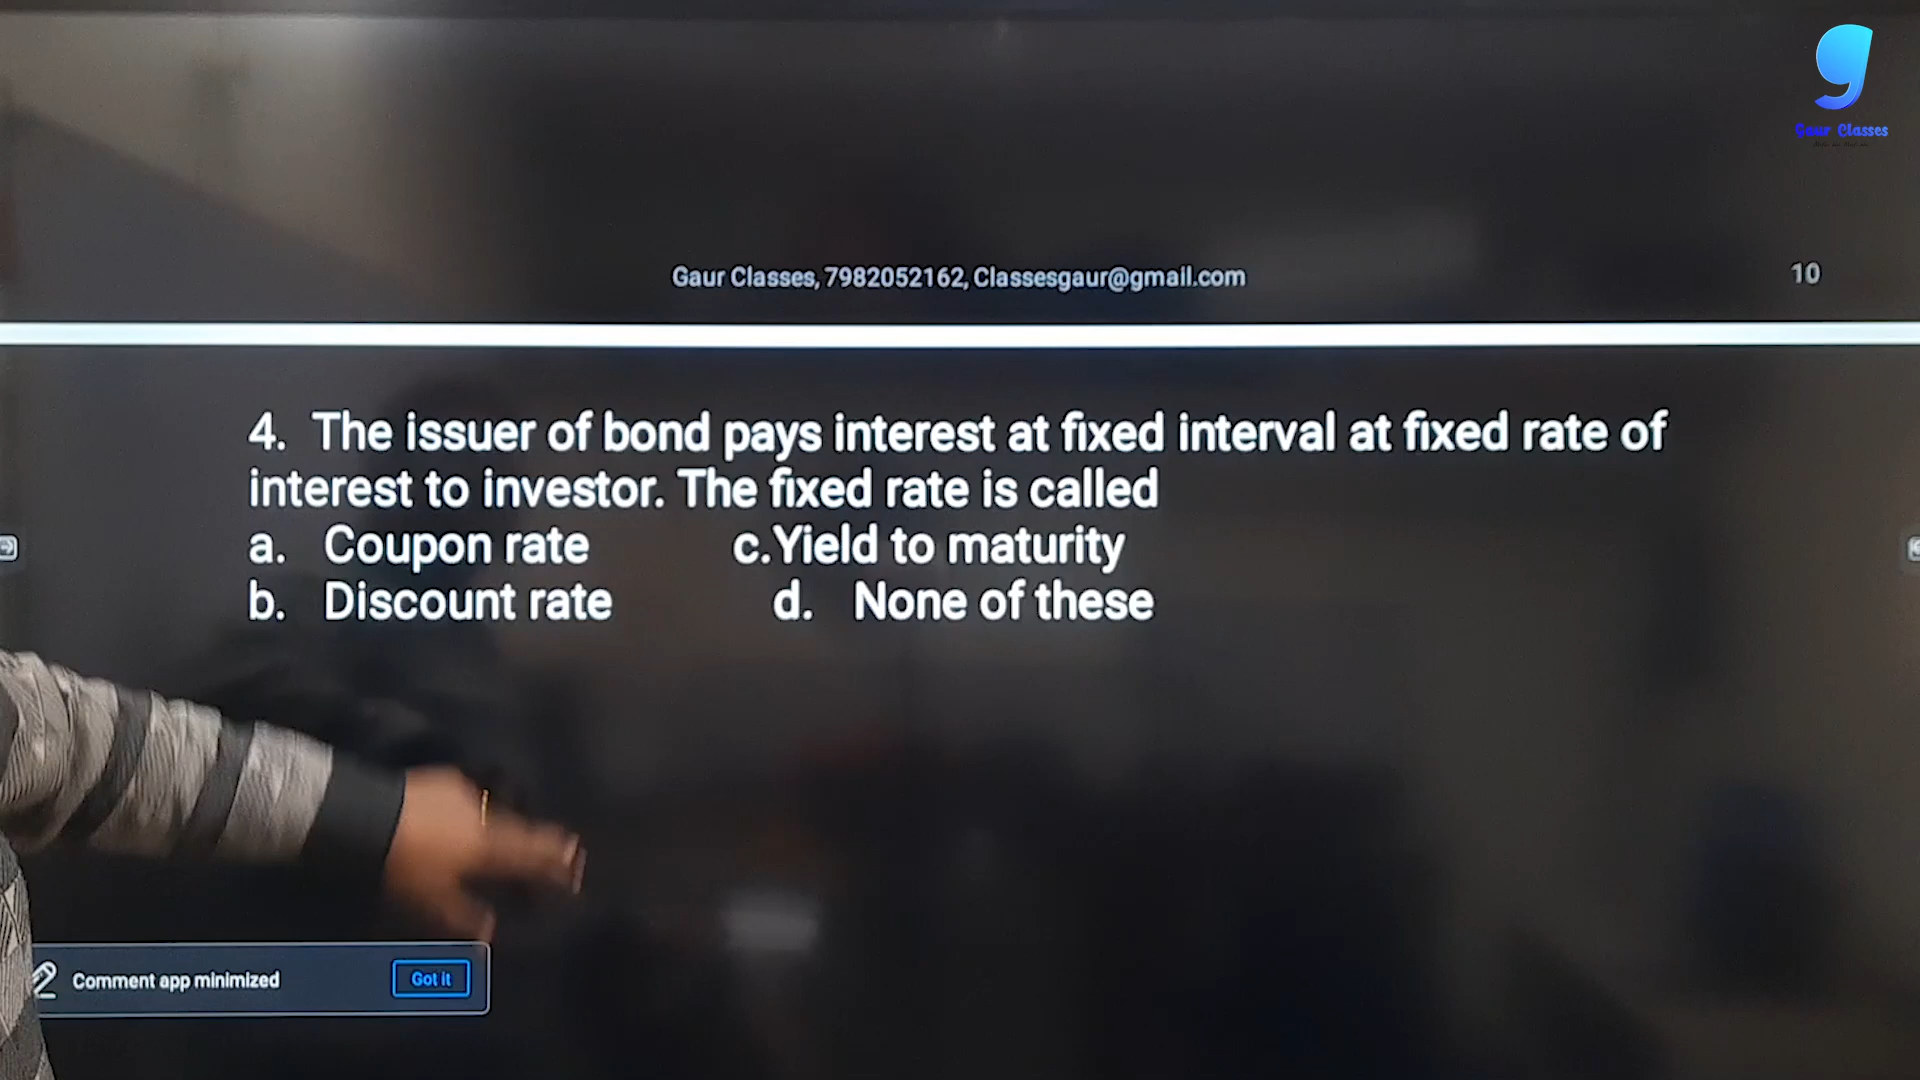 Gaur Classes
Gaur Classes, 7982052162, Classesgaur@gmail.com
10
4. The issuer of bond pays interest at fixed interval at fixed rate of
interest to investor. The fixed rate is called
a. Coupon rate c.Yield to maturity
b. Discount rate d. None of these
Comment app minimized Got it